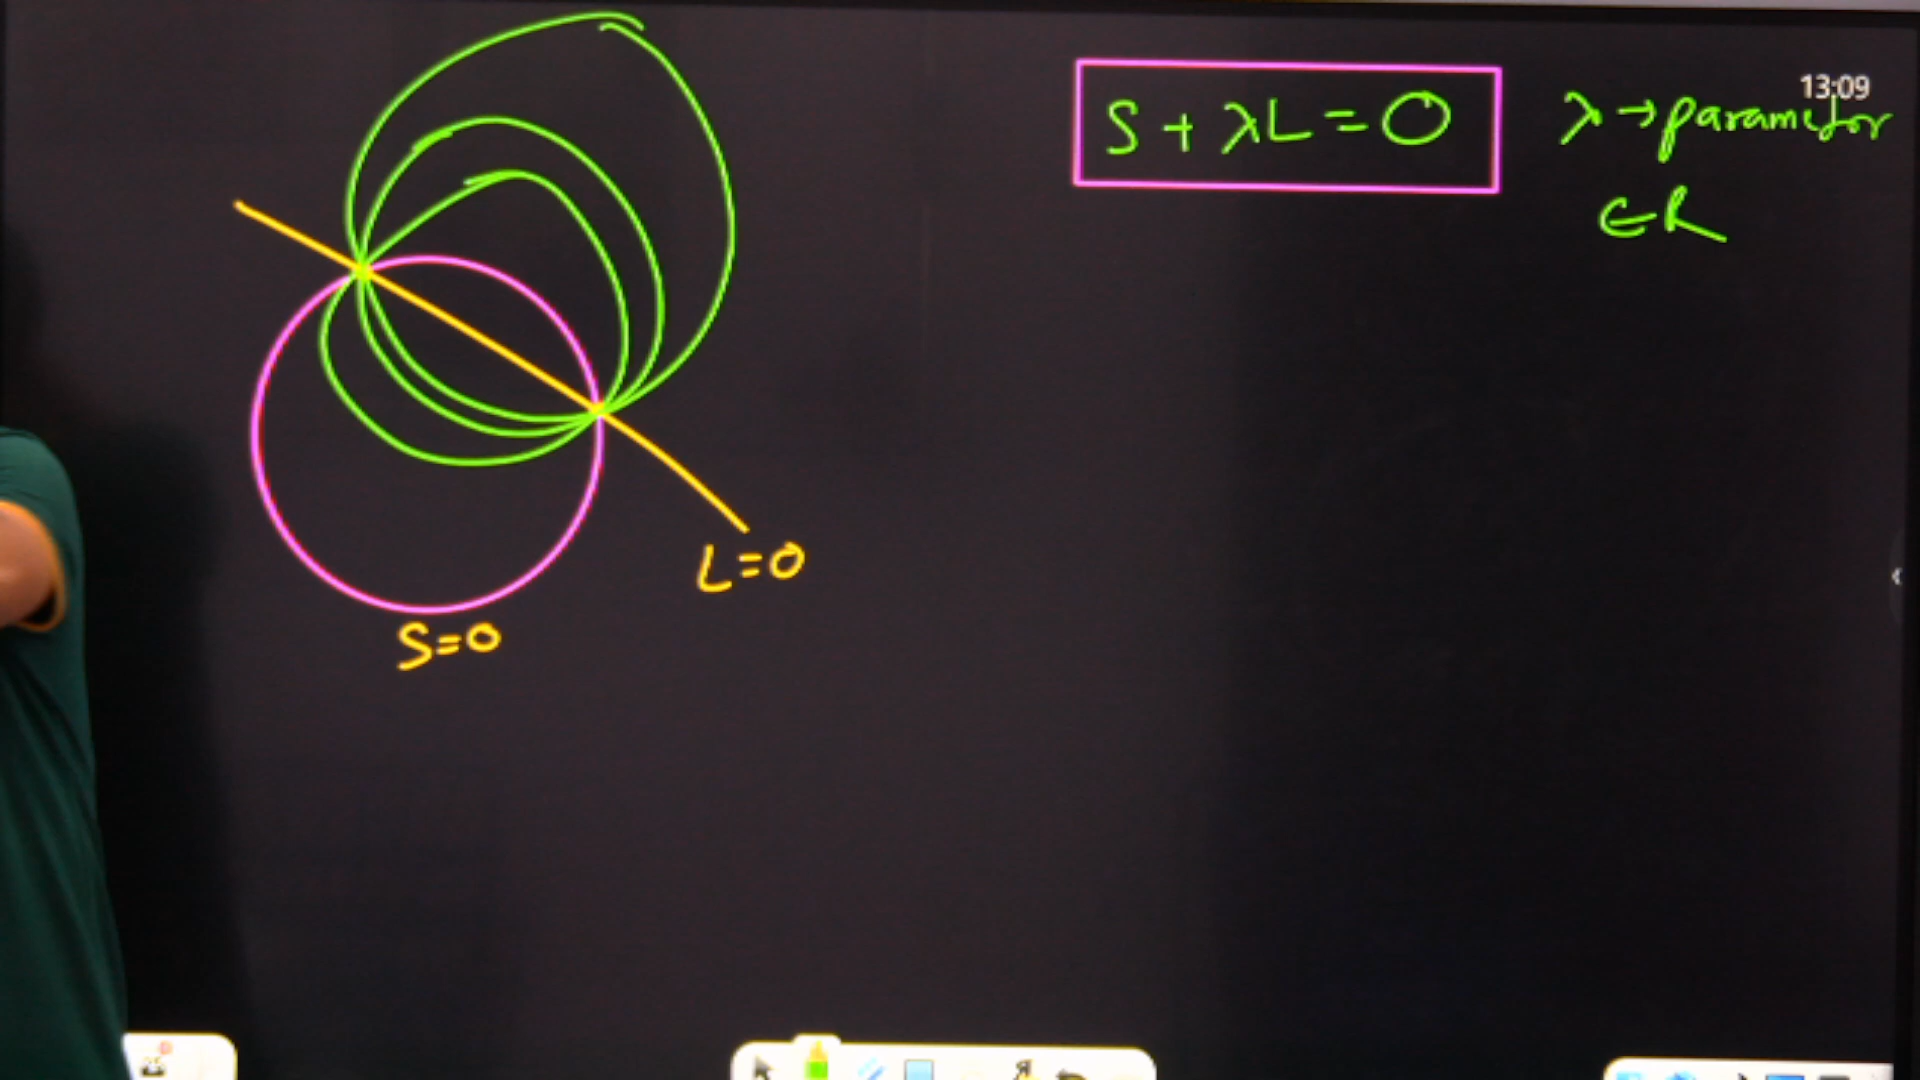 13:09
S + λL = 0
λ → parameter
∈ R
L = 0
S = 0